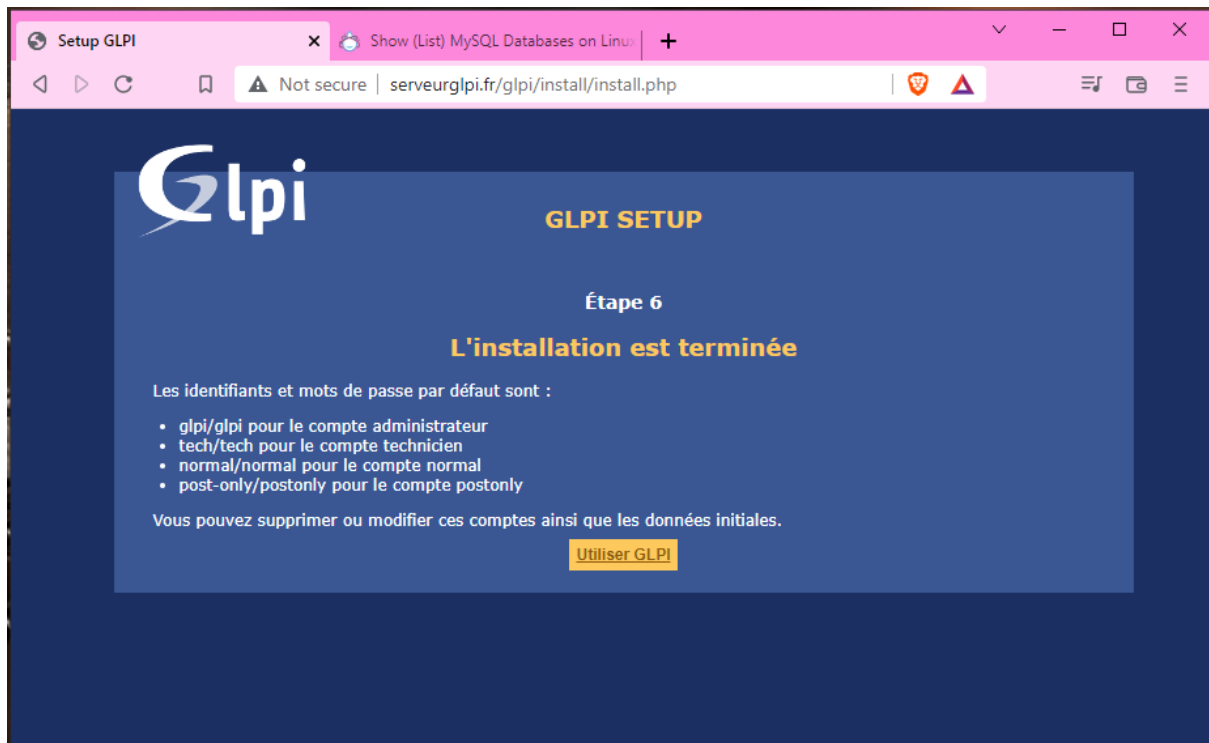 Setup GLPI
Show (List) MySQL Databases on Linux
Not secure
serveurglpi.fr/glpi/install/install.php
Glpi
GLPI SETUP
Étape 6
L'installation est terminée
Les identifiants et mots de passe par défaut sont :
• glpi/glpi pour le compte administrateur
• tech/tech pour le compte technicien
• normal/normal pour le compte normal
• post-only/postonly pour le compte postonly
Vous pouvez supprimer ou modifier ces comptes ainsi que les données initiales.
Utiliser GLPI